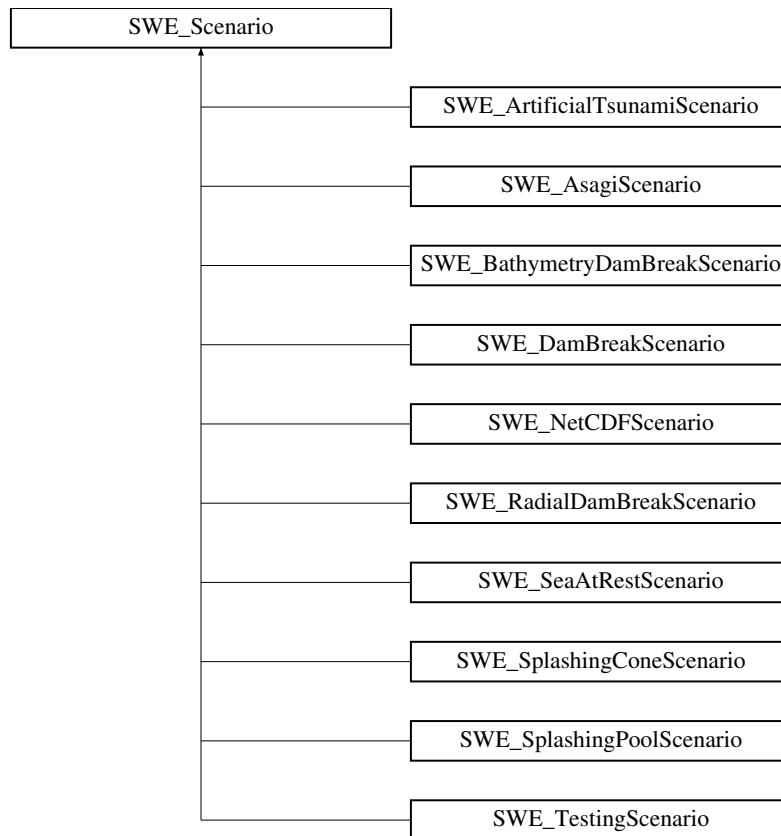 SWE_Scenario
SWE_ArtificialTsunamiScenario
SWE_AsagiScenario
SWE_BathymetryDamBreakScenario
SWE_DamBreakScenario
SWE_NetCDFScenario
SWE_RadialDamBreakScenario
SWE_SeaAtRestScenario
SWE_SplashingConeScenario
SWE_SplashingPoolScenario
SWE_TestingScenario